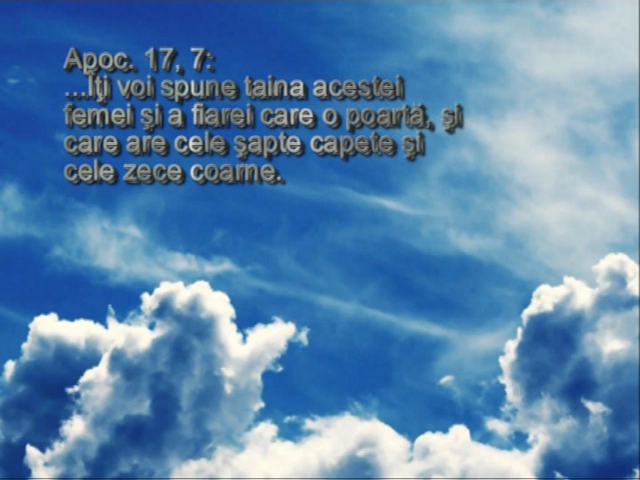 Apoc. 17, 7:
...Îţi voi spune taina acestei
femei şi a fiarei care o poartă, şi
care are cele şapte capete şi
cele zece coarne.